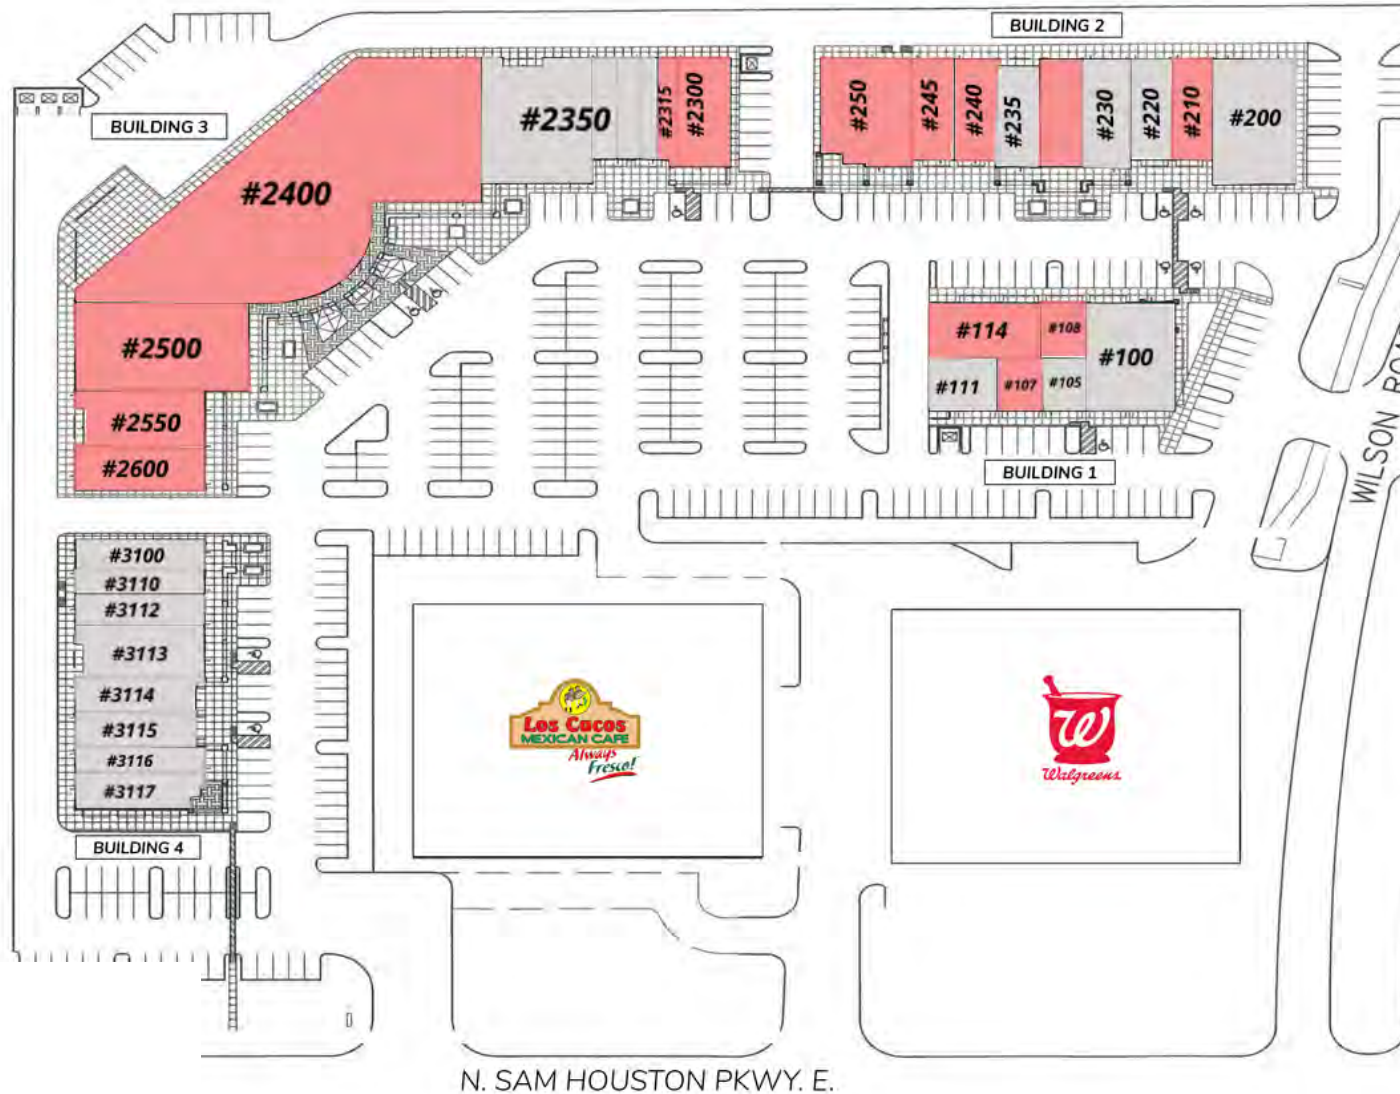 BUILDING 2
BUILDING 3
#2400
#2350
#2315
#2300
#250
#245
#240
#235
#230
#220
#210
#200
#2500
#2550
#2600
#114
#108
#100
#111
#107
#105
BUILDING 1
WILSON ROA
#3100
#3110
#3112
#3113
#3114
#3115
#3116
#3117
BUILDING 4
Los Cucos
MEXICAN CAFE
Always
Fresco!
W
Walgreens
N. SAM HOUSTON PKWY. E.